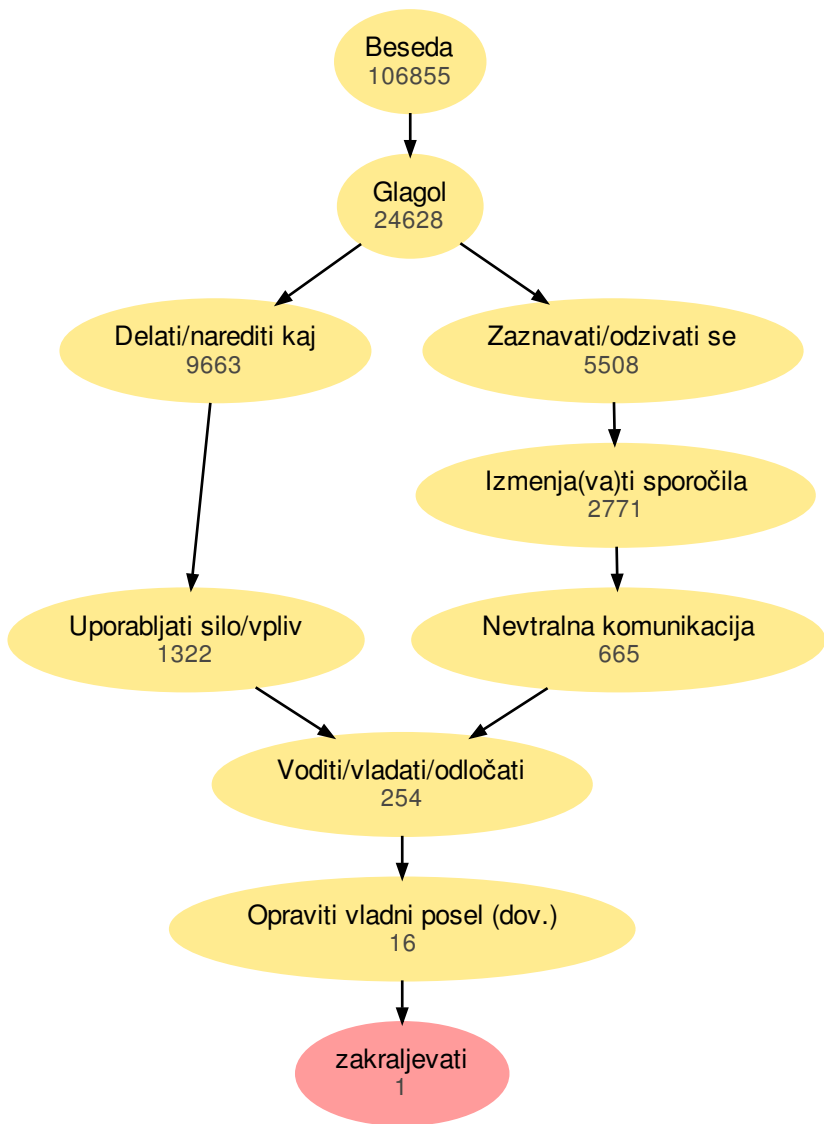 Beseda
106855
Glagol
24628
Delati/narediti kaj
9663
Zaznavati/odzivati se
5508
Izmenja(va)ti sporočila
2771
Uporabljati silo/vpliv
1322
Nevtralna komunikacija
665
Voditi/vladati/odločati
254
Opraviti vladni posel (dov.)
16
zakraljevati
1